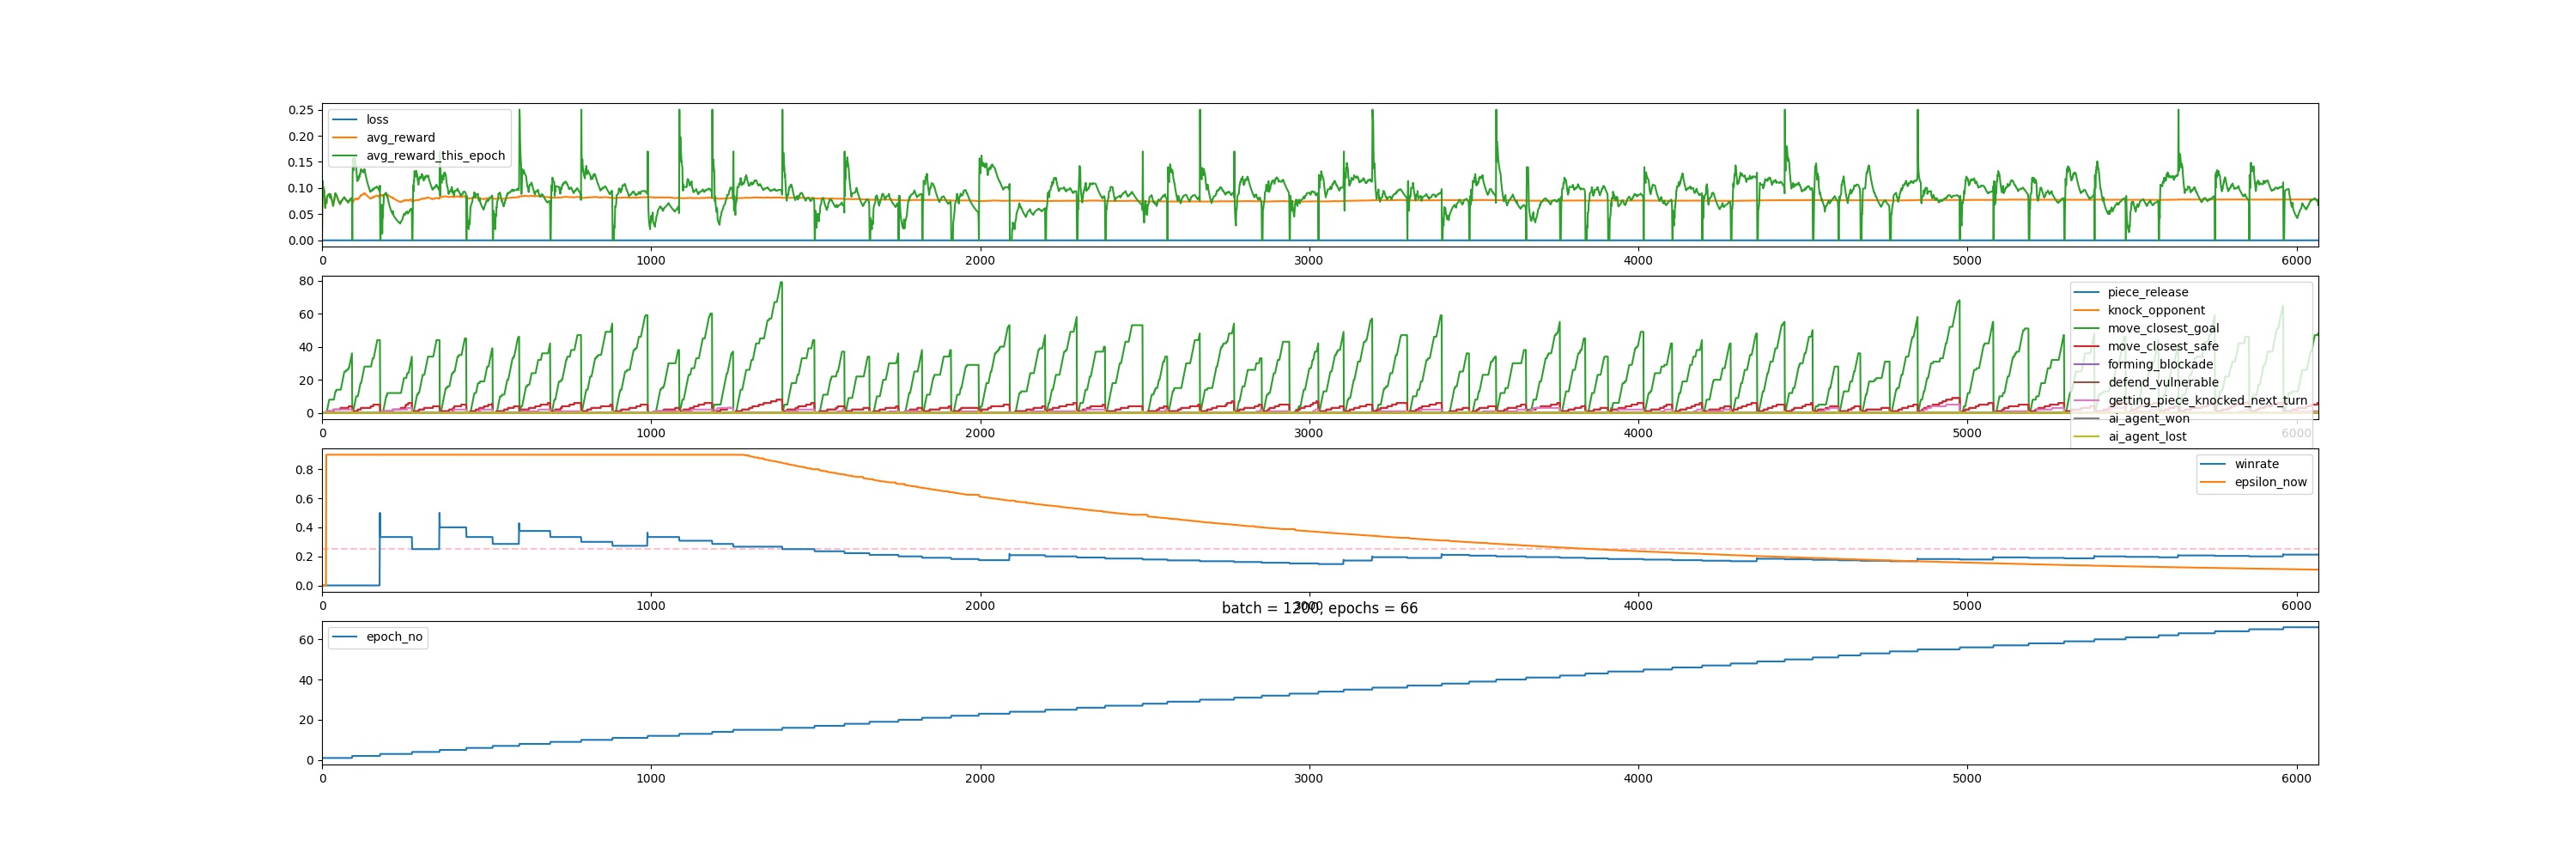 0.25
0.20
0.15
0.10
0.05
0.00
loss
avg_reward
avg_reward_this_epoch
0 1000 2000 3000 4000 5000 6000
80
60
40
20
0
piece_release
knock_opponent
move_closest_goal
move_closest_safe
forming_blockade
defend_vulnerable
getting_piece_knocked_next_turn
ai_agent_won
ai_agent_lost
0 1000 2000 3000 4000 5000 6000
0.8
0.6
0.4
0.2
0.0
winrate
epsilon_now
0 1000 2000 3000 4000 5000 6000
batch = 1200, epochs = 66
60
40
20
0
epoch_no
0 1000 2000 3000 4000 5000 6000